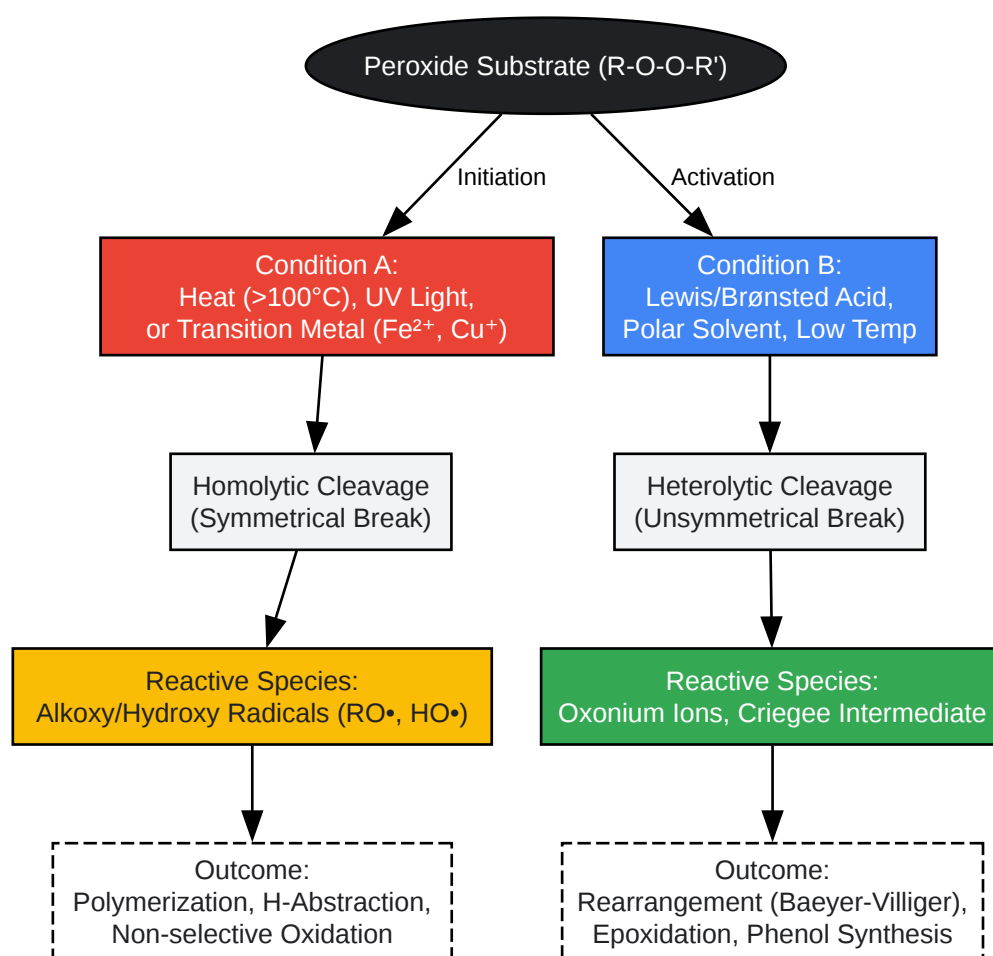 Peroxide Substrate (R-O-O-R')
Initiation
Activation
Condition A:
Heat (>100°C), UV Light,
or Transition Metal (Fe²⁺, Cu⁺)
Condition B:
Lewis/Brønsted Acid,
Polar Solvent, Low Temp
Homolytic Cleavage
(Symmetrical Break)
Heterolytic Cleavage
(Unsymmetrical Break)
Reactive Species:
Alkoxy/Hydroxy Radicals (RO•, HO•)
Reactive Species:
Oxonium Ions, Criegee Intermediate
Outcome:
Polymerization, H-Abstraction,
Non-selective Oxidation
Outcome:
Rearrangement (Baeyer-Villiger),
Epoxidation, Phenol Synthesis